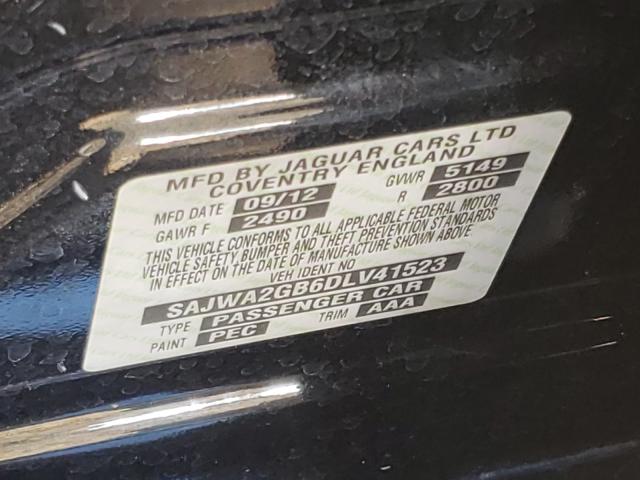 MFD BY JAGUAR CARS LTD
COVENTRY ENGLAND
MFD DATE 09/12 GVWR 5149
GAWR F 2490 R 2800
THIS VEHICLE CONFORMS TO ALL APPLICABLE FEDERAL MOTOR
VEHICLE SAFETY BUMPER AND THEFT PREVENTION STANDARDS
IN EFFECT ON THE DATE OF MANUFACTURE SHOWN ABOVE
VEH IDENT NO
SAJWA2GB6DLV41523
TYPE PASSENGER CAR
PAINT PEC TRIM AAA